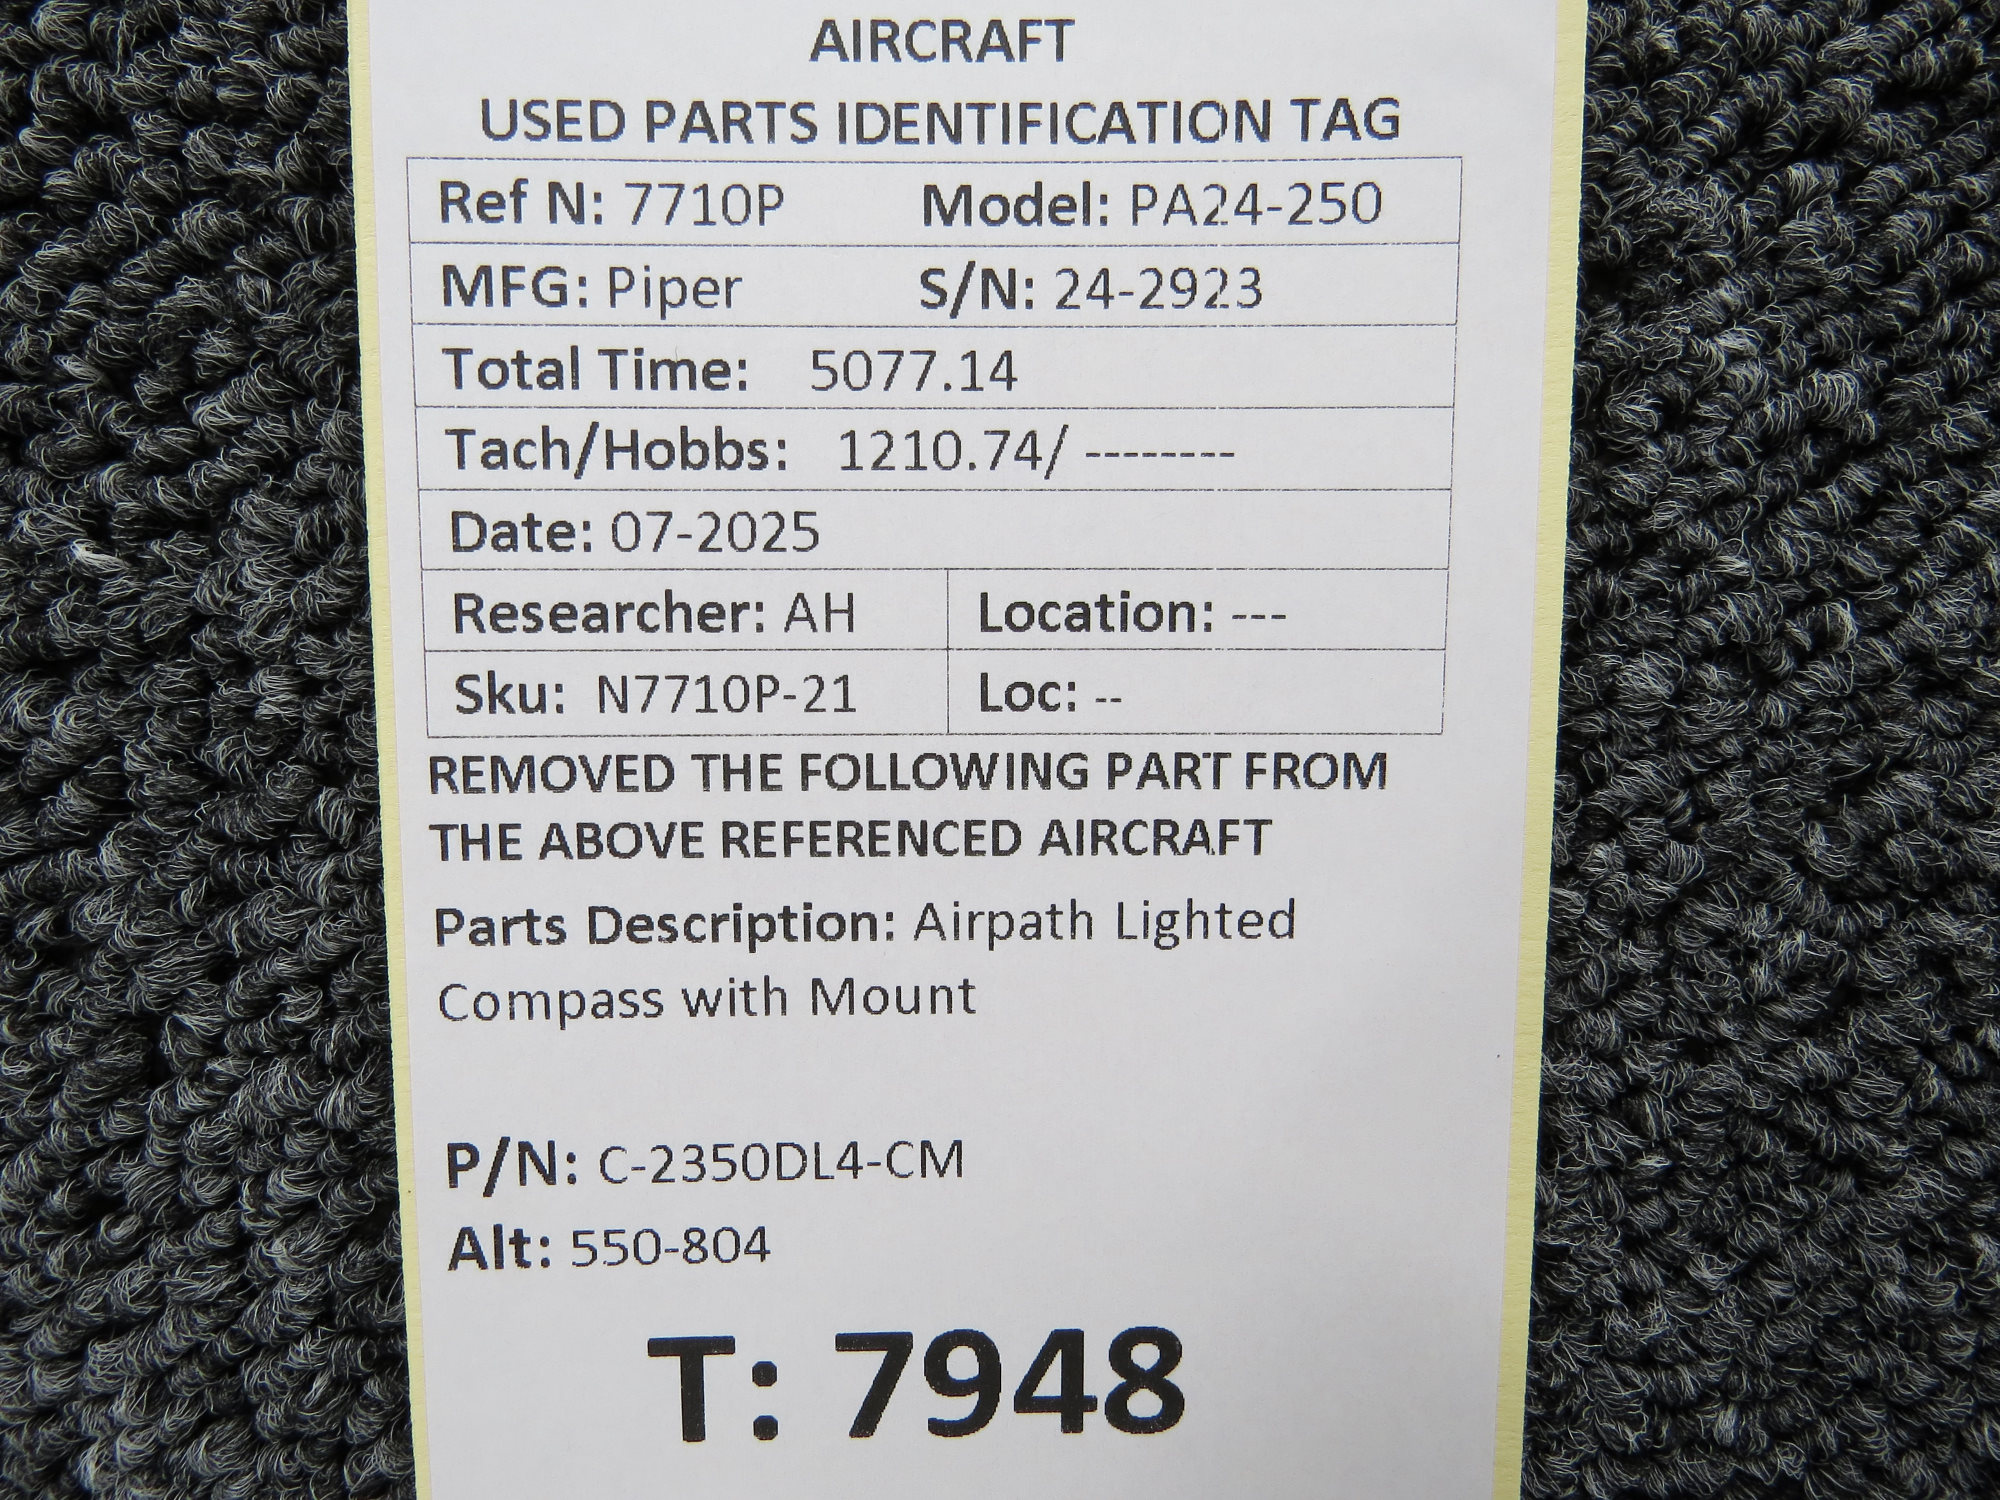 AIRCRAFT
USED PARTS IDENTIFICATION TAG
Ref N: 7710P Model: PA24-250
MFG: Piper S/N: 24-2923
Total Time: 5077.14
Tach/Hobbs: 1210.74/ --------
Date: 07-2025
Researcher: AH Location: ---
Sku: N7710P-21 Loc: --
REMOVED THE FOLLOWING PART FROM
THE ABOVE REFERENCED AIRCRAFT
Parts Description: Airpath Lighted
Compass with Mount
P/N: C-2350DL4-CM
Alt: 550-804
T: 7948